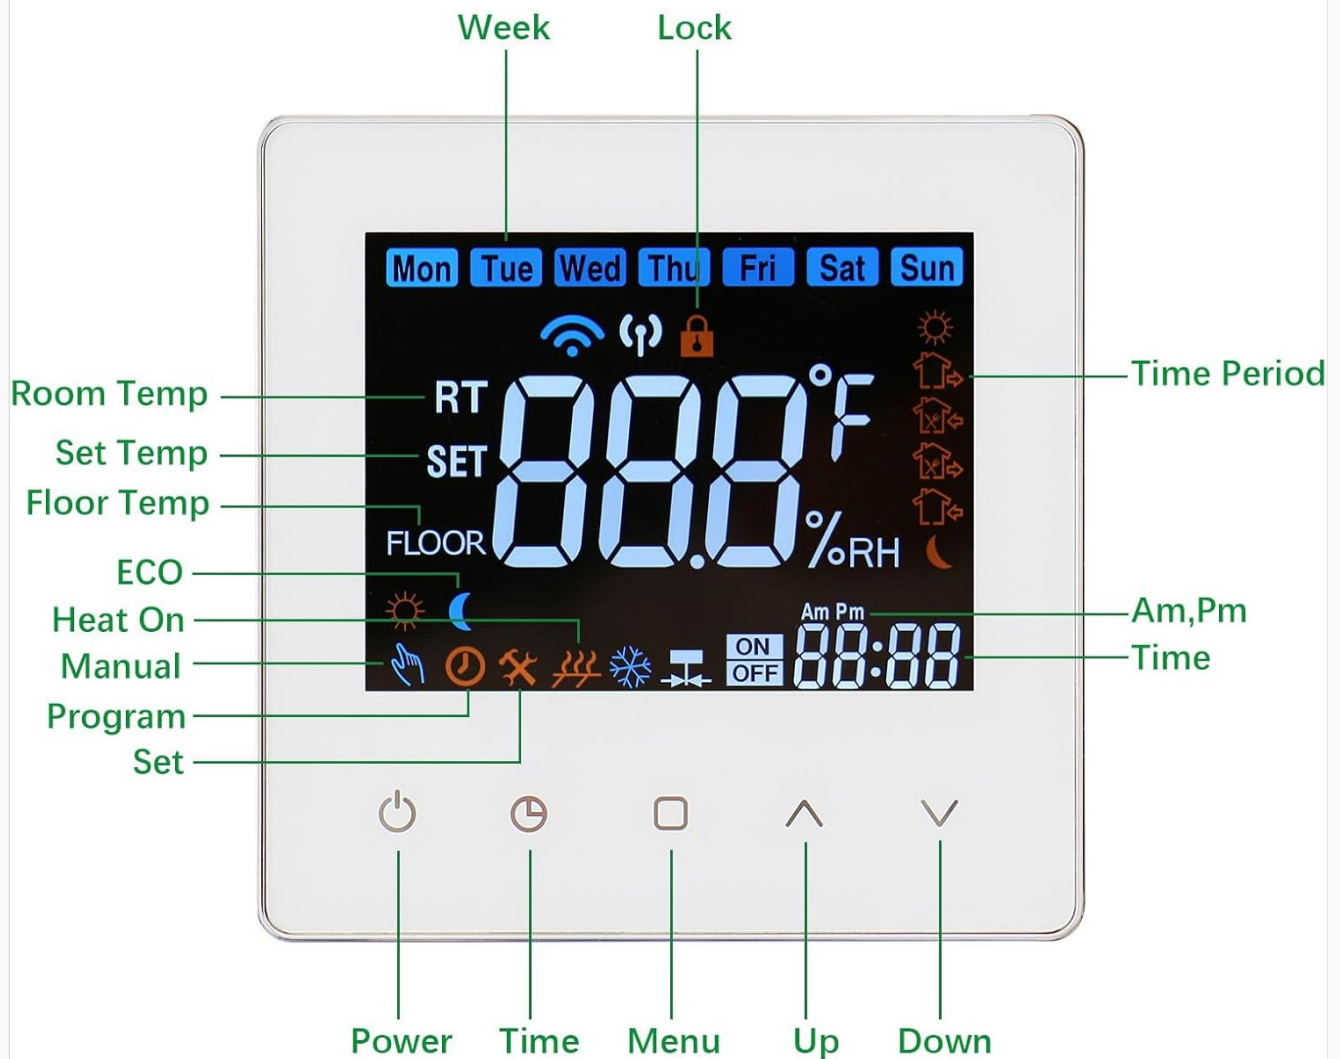 Week
Lock
Mon Tue Wed Thu Fri Sat Sun
Room Temp
RT
Set Temp
SET
Floor Temp
FLOOR
88.8
°F
%RH
Time Period
ECO
Heat On
Manual
Program
Set
Am Pm
Am,Pm
ON
OFF
88:88
Time
Power
Time
Menu
Up
Down